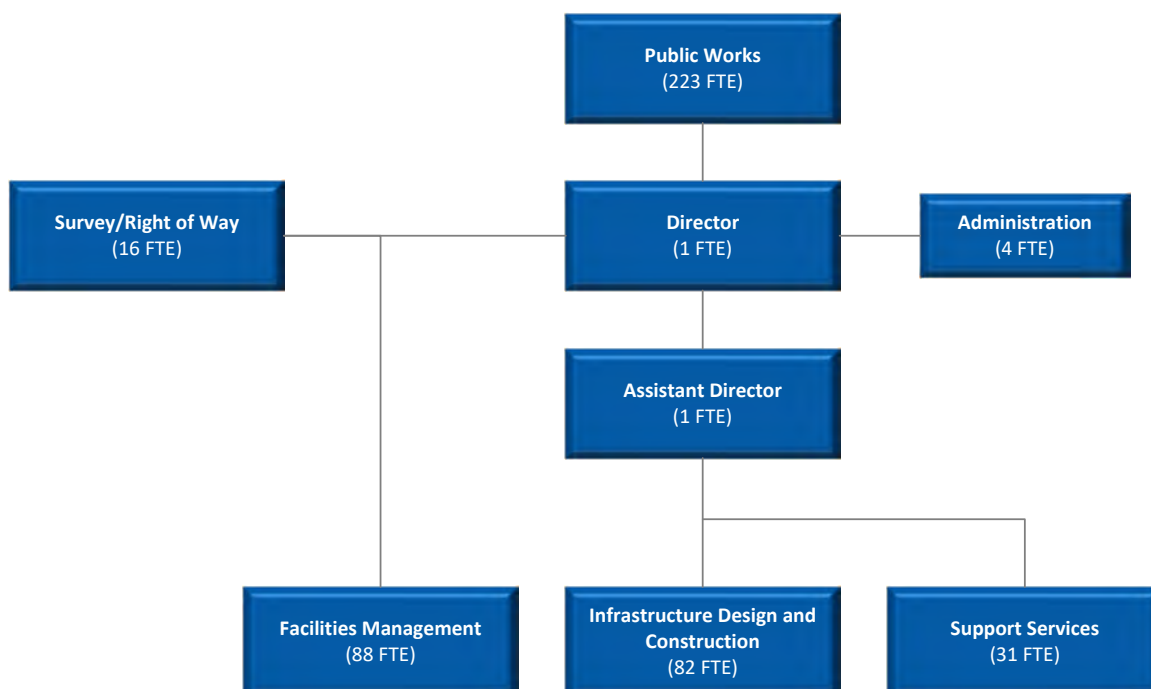 Public Works
(223 FTE)
Survey/Right of Way
(16 FTE)
Director
(1 FTE)
Administration
(4 FTE)
Assistant Director
(1 FTE)
Facilities Management
(88 FTE)
Infrastructure Design and
Construction
(82 FTE)
Support Services
(31 FTE)